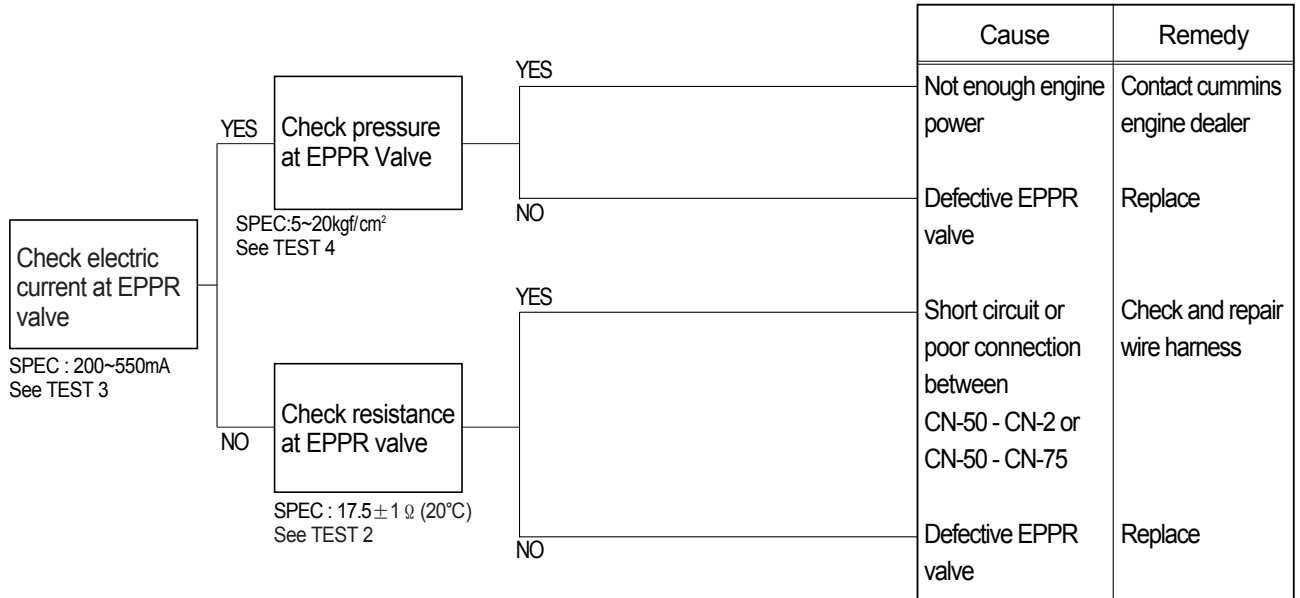 Cause
Remedy
YES
Not enough engine
power
Contact cummins
engine dealer
YES
Check pressure
at EPPR Valve
NO
Defective EPPR
valve
Replace
SPEC:5~20kgf/cm²
See TEST 4
Check electric
current at EPPR
valve
SPEC : 200~550mA
See TEST 3
YES
Short circuit or
poor connection
between
CN-50 - CN-2 or
CN-50 - CN-75
Check and repair
wire harness
NO
Check resistance
at EPPR valve
SPEC : 17.5±1 Ω (20°C)
See TEST 2
NO
Defective EPPR
valve
Replace